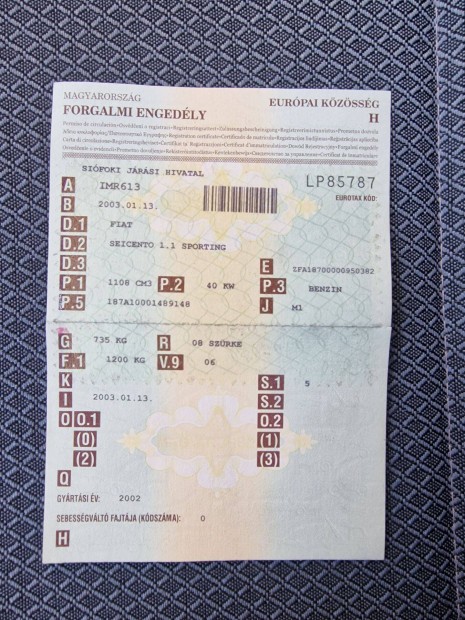 MAGYARORSZÁG
FORGALMI ENGEDÉLY
EURÓPAI KÖZÖSSÉG
H
SIÓFOKI JÁRÁSI HIVATAL
LP85787
EUROTAX KÓD:
A IMR613
B 2003.01.13.
D.1 FIAT
D.2 SEICENTO 1.1 SPORTING
D.3 E ZFA18700000950382
P.1 1108 CM3 P.2 40 KW P.3 BENZIN
P.5 187A10001489148 J M1
G 735 KG R 08 SZÜRKE
F.1 1200 KG V.9 06
K S.1 5
I 2003.01.13. S.2
O O.1 O.2
(0) (1)
(2) (3)
Q
GYÁRTÁSI ÉV: 2002
SEBESSÉGVÁLTÓ FAJTÁJA (KÓDSZÁMA): 0
H